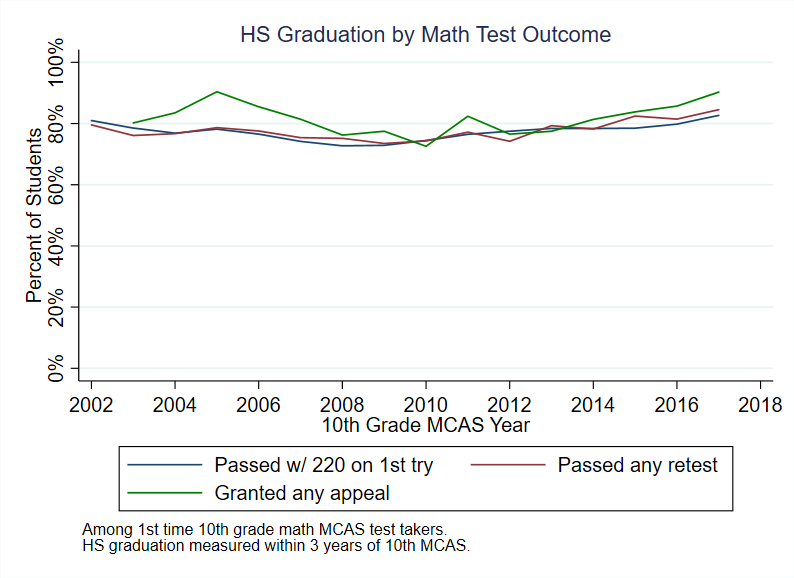 HS Graduation by Math Test Outcome
Percent of Students
100%
80%
60%
40%
20%
0%
2002 2004 2006 2008 2010 2012 2014 2016 2018
10th Grade MCAS Year
Passed w/ 220 on 1st try Passed any retest
Granted any appeal
Among 1st time 10th grade math MCAS test takers.
HS graduation measured within 3 years of 10th MCAS.